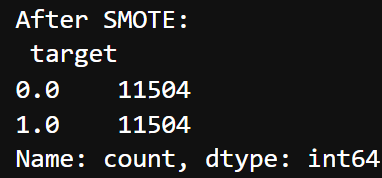 After SMOTE:
target
0.0    11504
1.0    11504
Name: count, dtype: int64